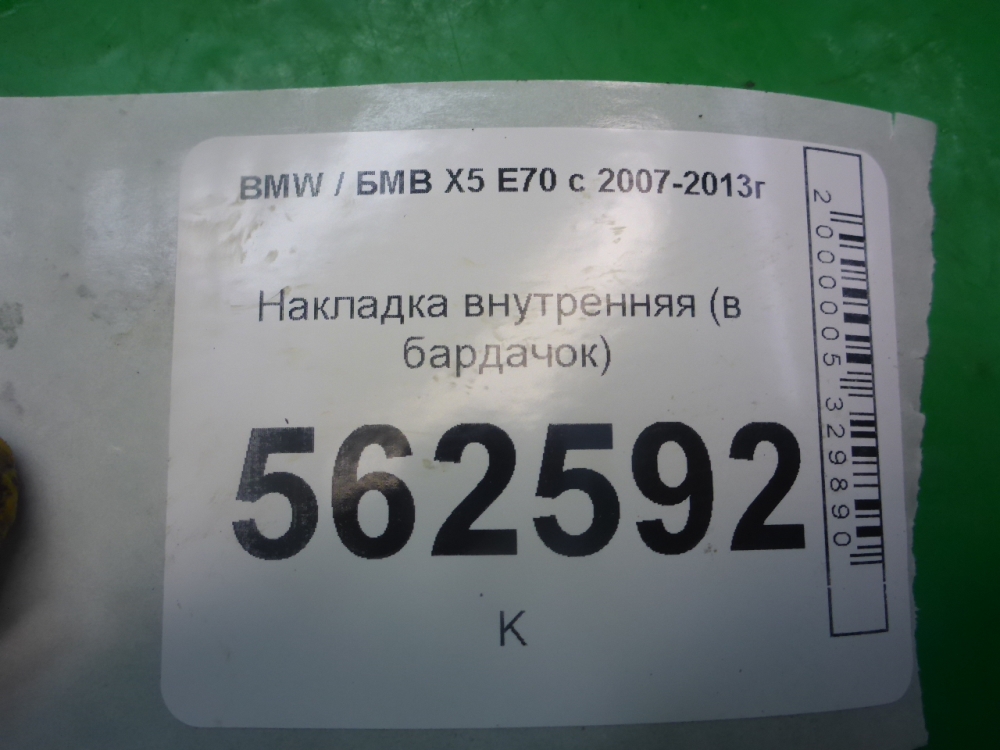 BMW / БМВ X5 E70 с 2007-2013г
Накладка внутренняя (в
бардачок)
562592
К
2000005329890